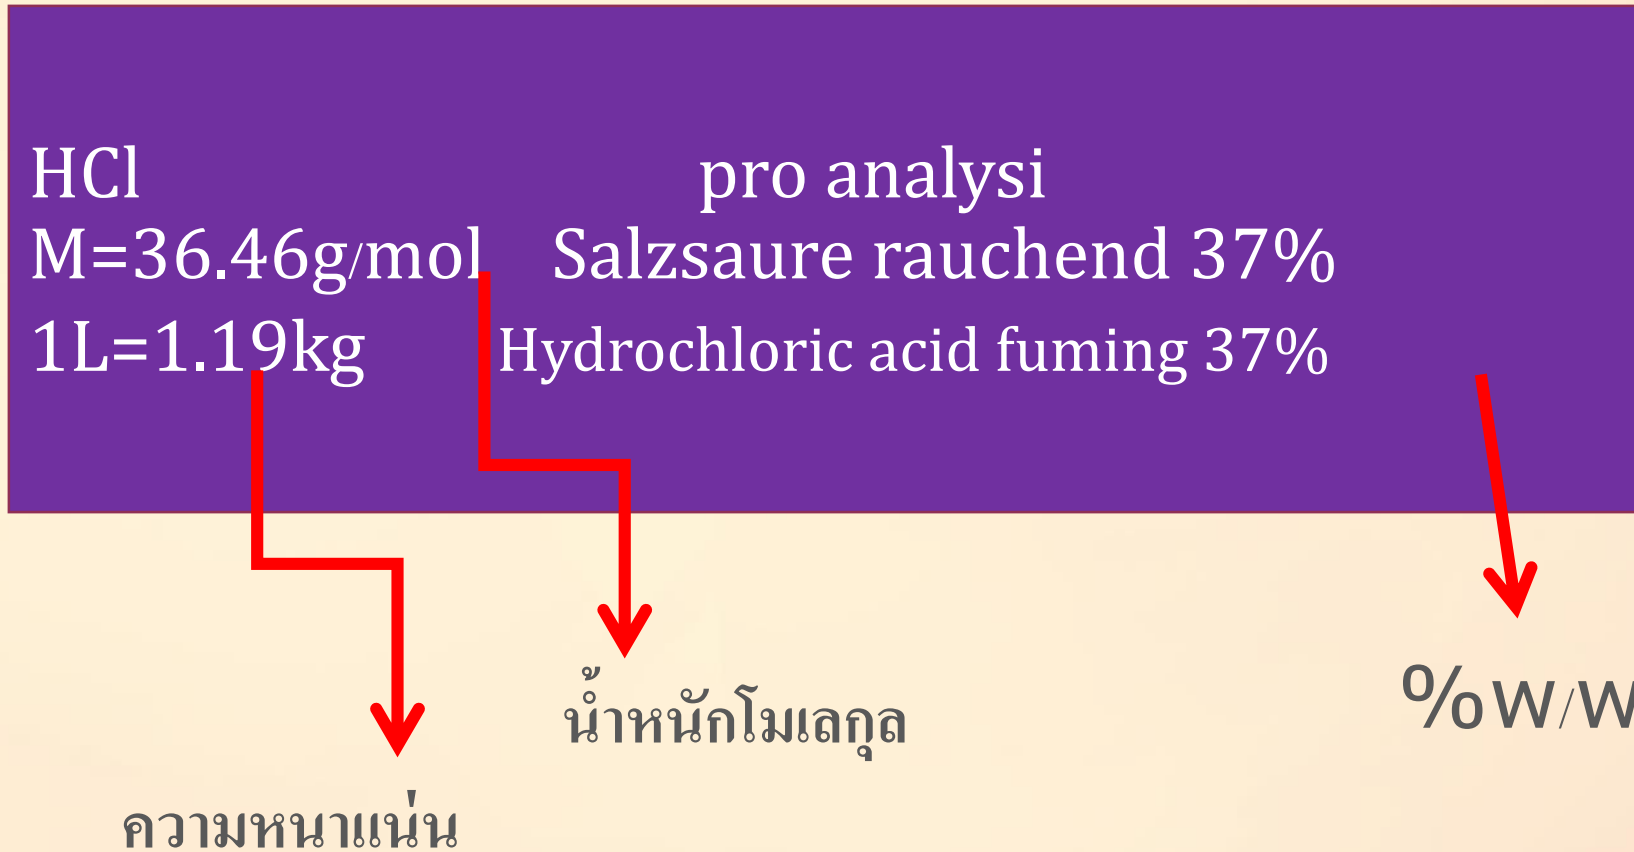 HCl pro analysi
M=36.46g/mol Salzsaure rauchend 37%
1L=1.19kg Hydrochloric acid fuming 37%
น้ำหนักโมเลกุล %w/w
ความหนาแน่น